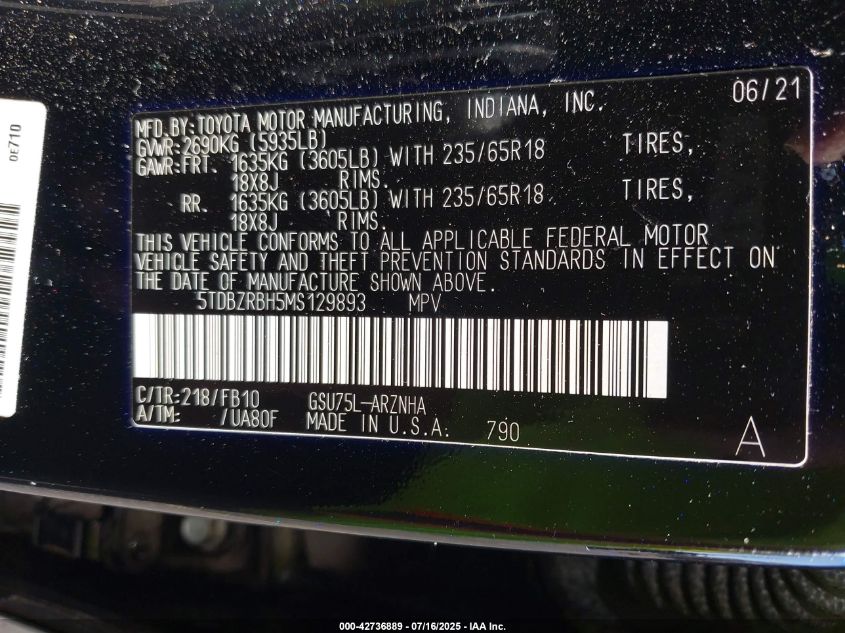 0E710
06/21
MFD.BY:TOYOTA MOTOR MANUFACTURING, INDIANA, INC.
GVWR:2690KG (5935LB)
GAWR:FRT. 1635KG (3605LB) WITH 235/65R18 TIRES,
18X8J RIMS.
RR. 1635KG (3605LB) WITH 235/65R18 TIRES,
18X8J RIMS.
THIS VEHICLE CONFORMS TO ALL APPLICABLE FEDERAL MOTOR
VEHICLE SAFETY AND THEFT PREVENTION STANDARDS IN EFFECT ON
THE DATE OF MANUFACTURE SHOWN ABOVE.
5TDBZRBH5MS129893 MPV
C/TR:218/FB10 GSU75L-ARZNHA
A/TM: /UA80F MADE IN U.S.A. 790 A
000-42736889 - 07/16/2025 - IAA Inc.